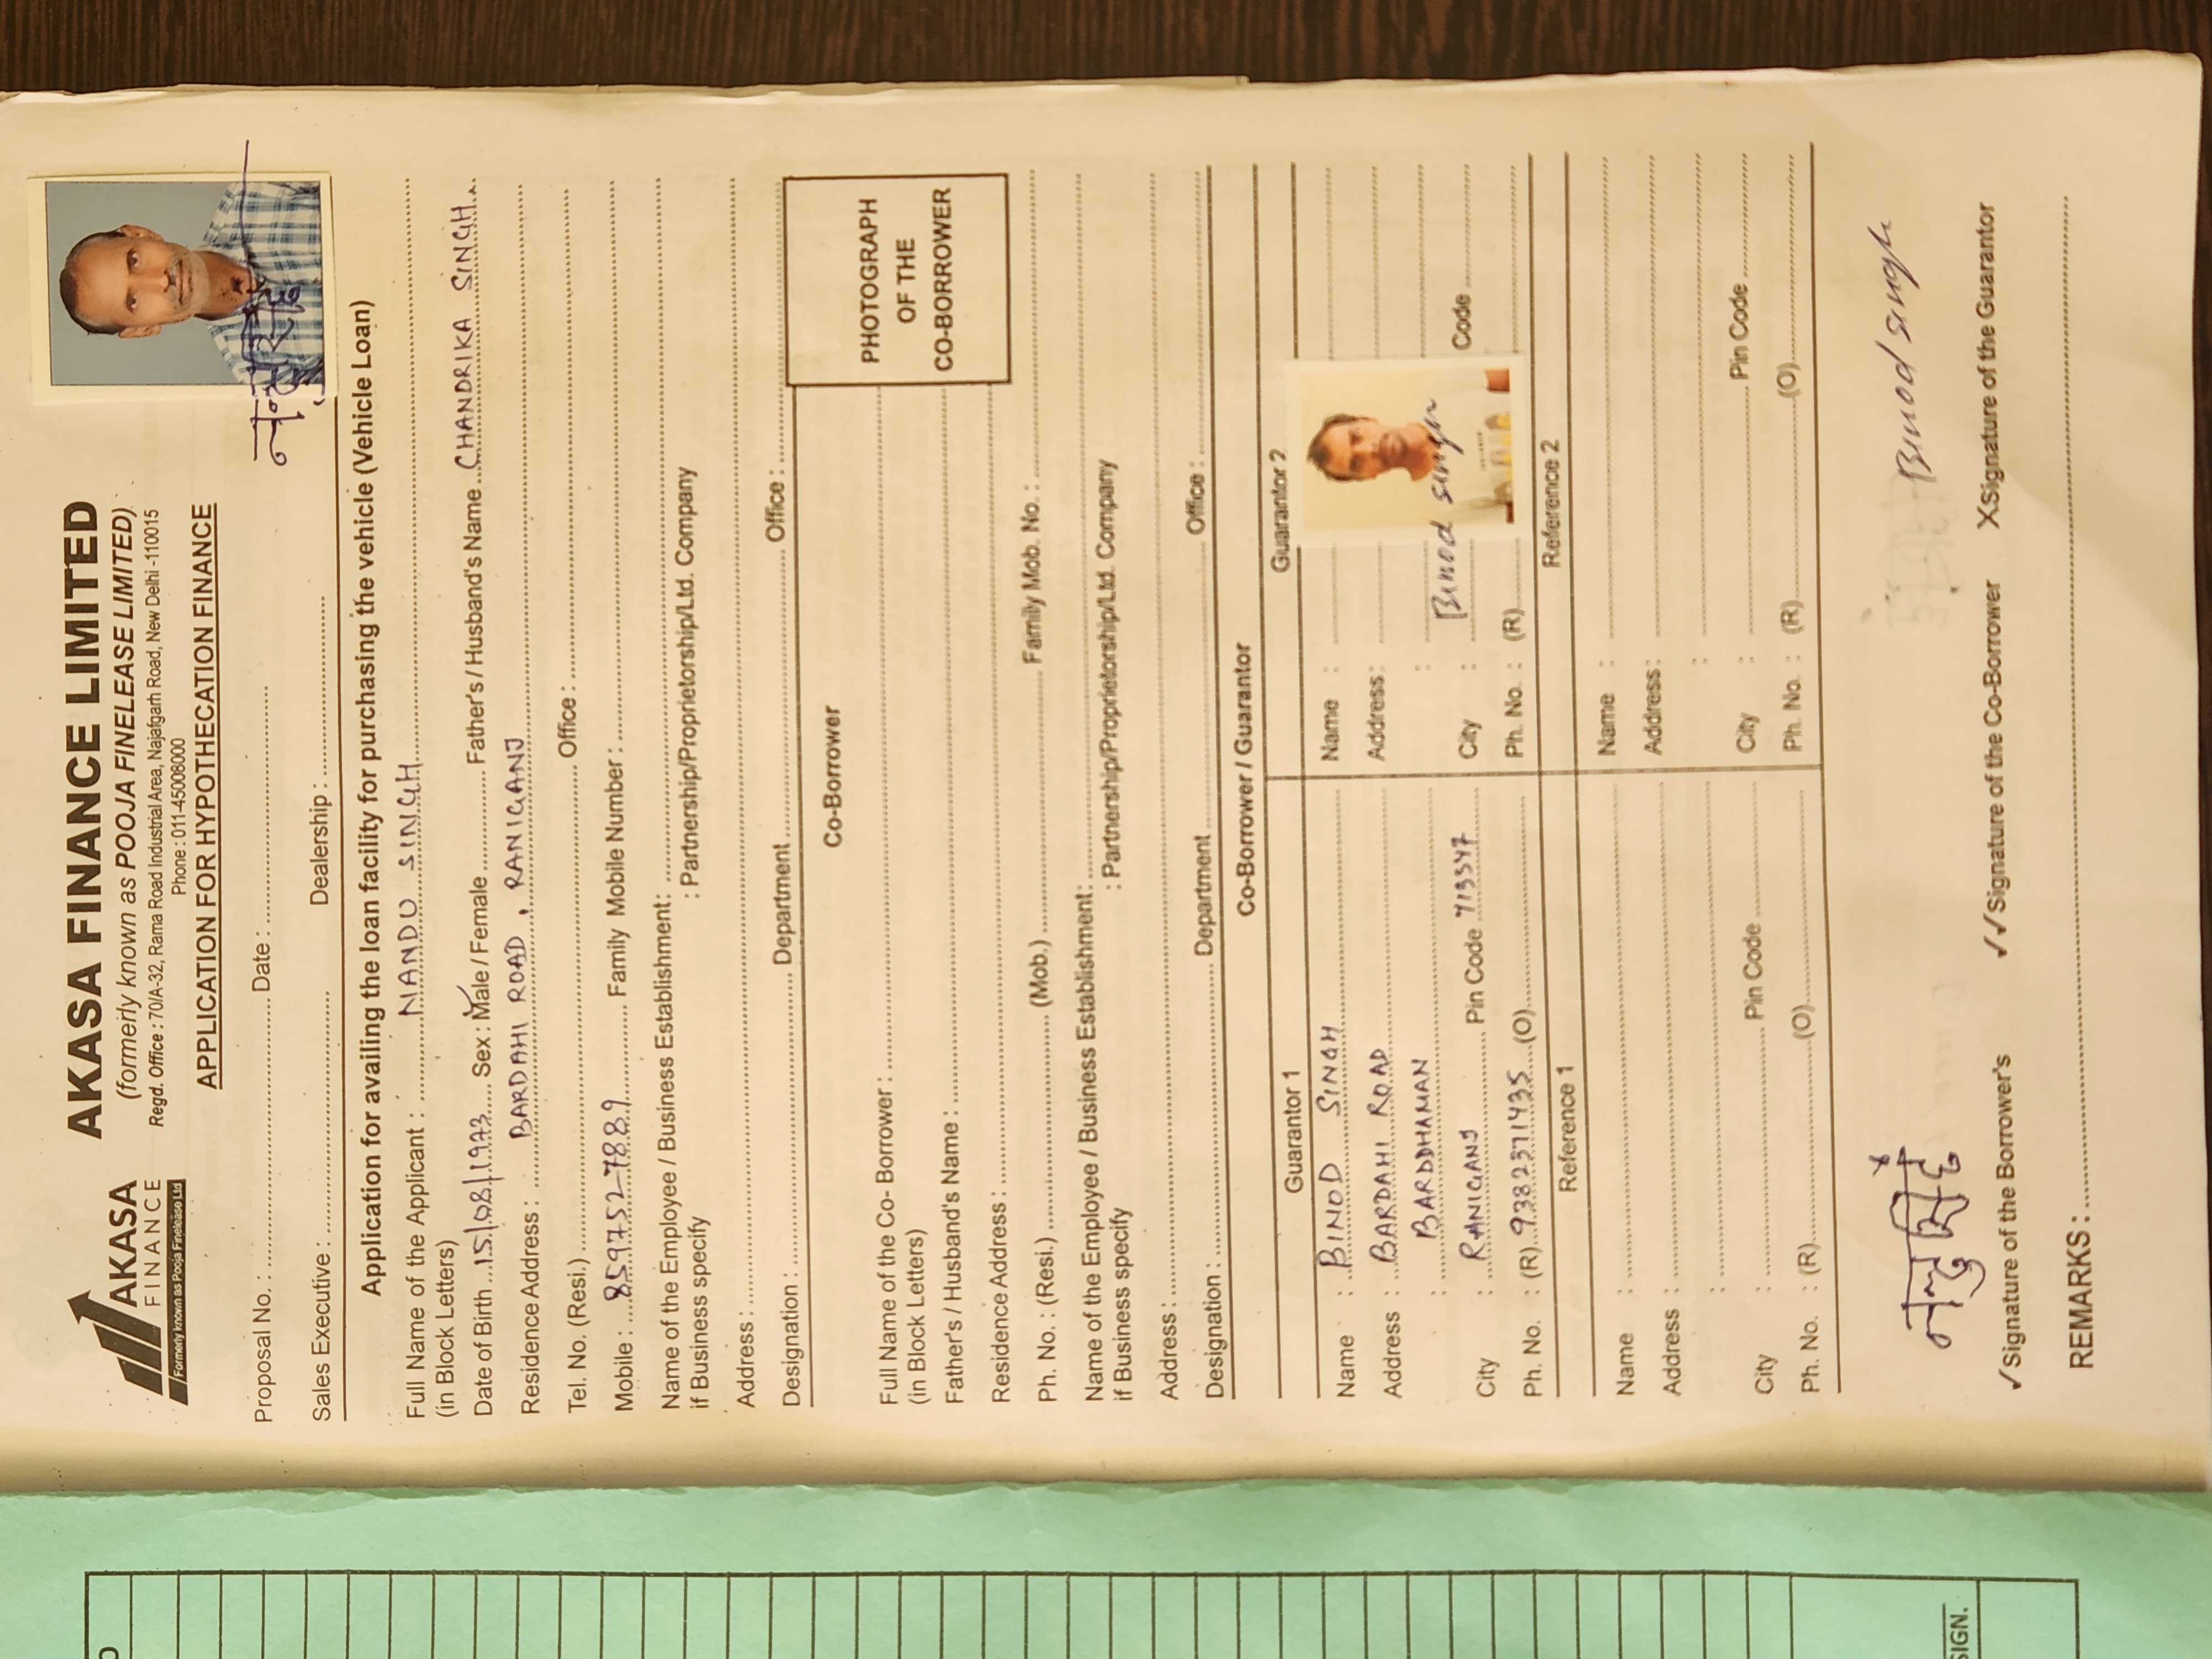 O
SIGN.
AKASA
FINANCE
Formerly known as Pooja Finelease Ltd
AKASA FINANCE LIMITED
(formerly known as POOJA FINELEASE LIMITED)
Regd. Office : 70/A-32, Rama Road Industrial Area, Najafgarh Road, New Delhi -110015
Phone : 011-45008000
APPLICATION FOR HYPOTHECATION FINANCE
Proposal No. : Date :
Sales Executive : Dealership :
Application for availing the loan facility for purchasing the vehicle (Vehicle Loan)
Full Name of the Applicant : NANDU SINGH
(in Block Letters)
Date of Birth 15/08/1973 Sex : Male / Female Father's / Husband's Name CHANDRIKA SINGH
Residence Address : BARDAHI ROAD , RANIGANJ
Tel. No. (Resi.) Office :
Mobile : 8597527889 Family Mobile Number :
Name of the Employee / Business Establishment:
if Business specify : Partnership/Proprietorship/Ltd. Company
Address :
Designation : Department Office :
Co-Borrower
PHOTOGRAPH
OF THE
CO-BORROWER
Full Name of the Co- Borrower :
(in Block Letters)
Father's / Husband's Name :
Residence Address :
Ph. No. : (Resi.) (Mob.) Family Mob. No. :
Name of the Employee / Business Establishment:
if Business specify : Partnership/Proprietorship/Ltd. Company
Address :
Designation : Department Office :
Co-Borrower / Guarantor
Guarantor 1 Guarantor 2
Name : BINOD SINGH Name :
Address : BARDAHI ROAD Address :
: BARDDHAMAN :
Binod singh
City : RANIGANJ Pin Code 713347 City : Code
Ph. No. : (R) 9382371435 (O) Ph. No. : (R)
Reference 1 Reference 2
Name : Name :
Address : Address :
: :
City : Pin Code City : Pin Code
Ph. No. : (R) (O) Ph. No. : (R) (O)
नन्दु सिंह Binod singh
✓Signature of the Borrower's ✓✓Signature of the Co-Borrower XSignature of the Guarantor
REMARKS :